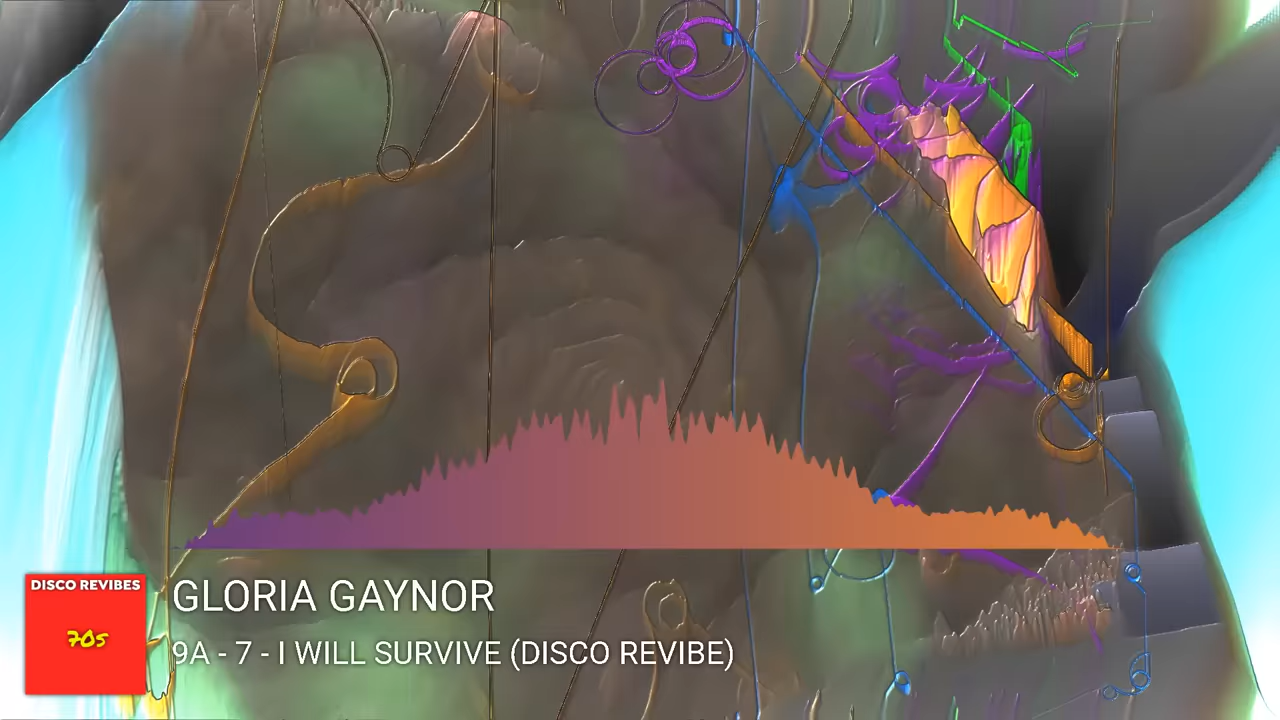 DISCO REVIBES
70s
GLORIA GAYNOR
9A - 7 - I WILL SURVIVE (DISCO REVIBE)